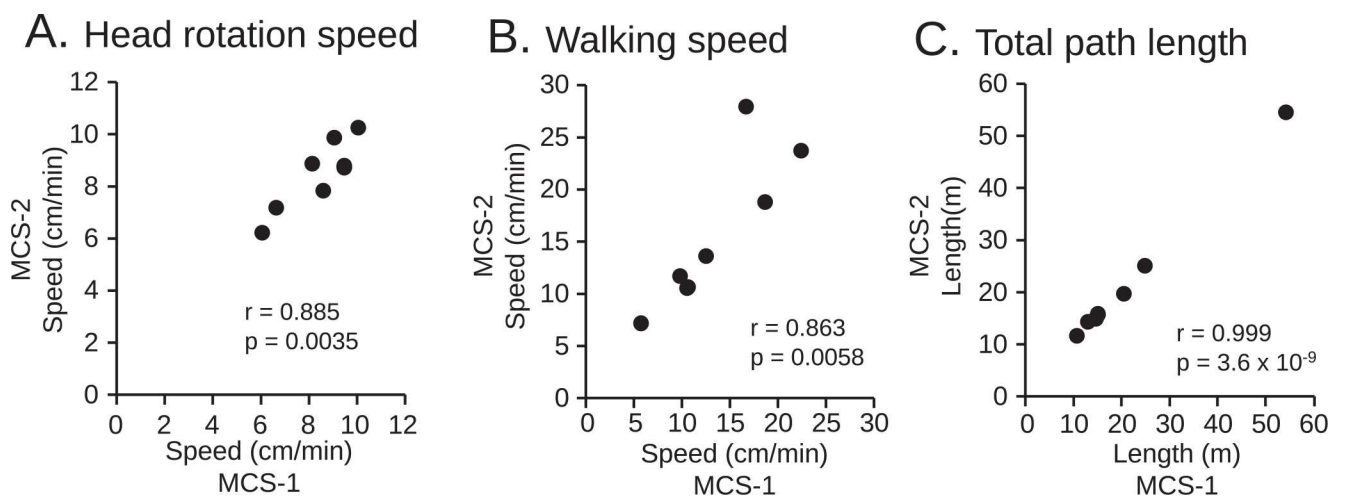 A. Head rotation speed
12
10
8
6
4
2
0
MCS-2
Speed (cm/min)
r = 0.885
p = 0.0035
0 2 4 6 8 10 12
Speed (cm/min)
MCS-1
B. Walking speed
30
25
20
15
10
5
0
MCS-2
Speed (cm/min)
r = 0.863
p = 0.0058
0 5 10 15 20 25 30
Speed (cm/min)
MCS-1
C. Total path length
60
50
40
30
20
10
0
MCS-2
Length(m)
r = 0.999
p = 3.6 x 10⁻⁹
0 10 20 30 40 50 60
Length (m)
MCS-1